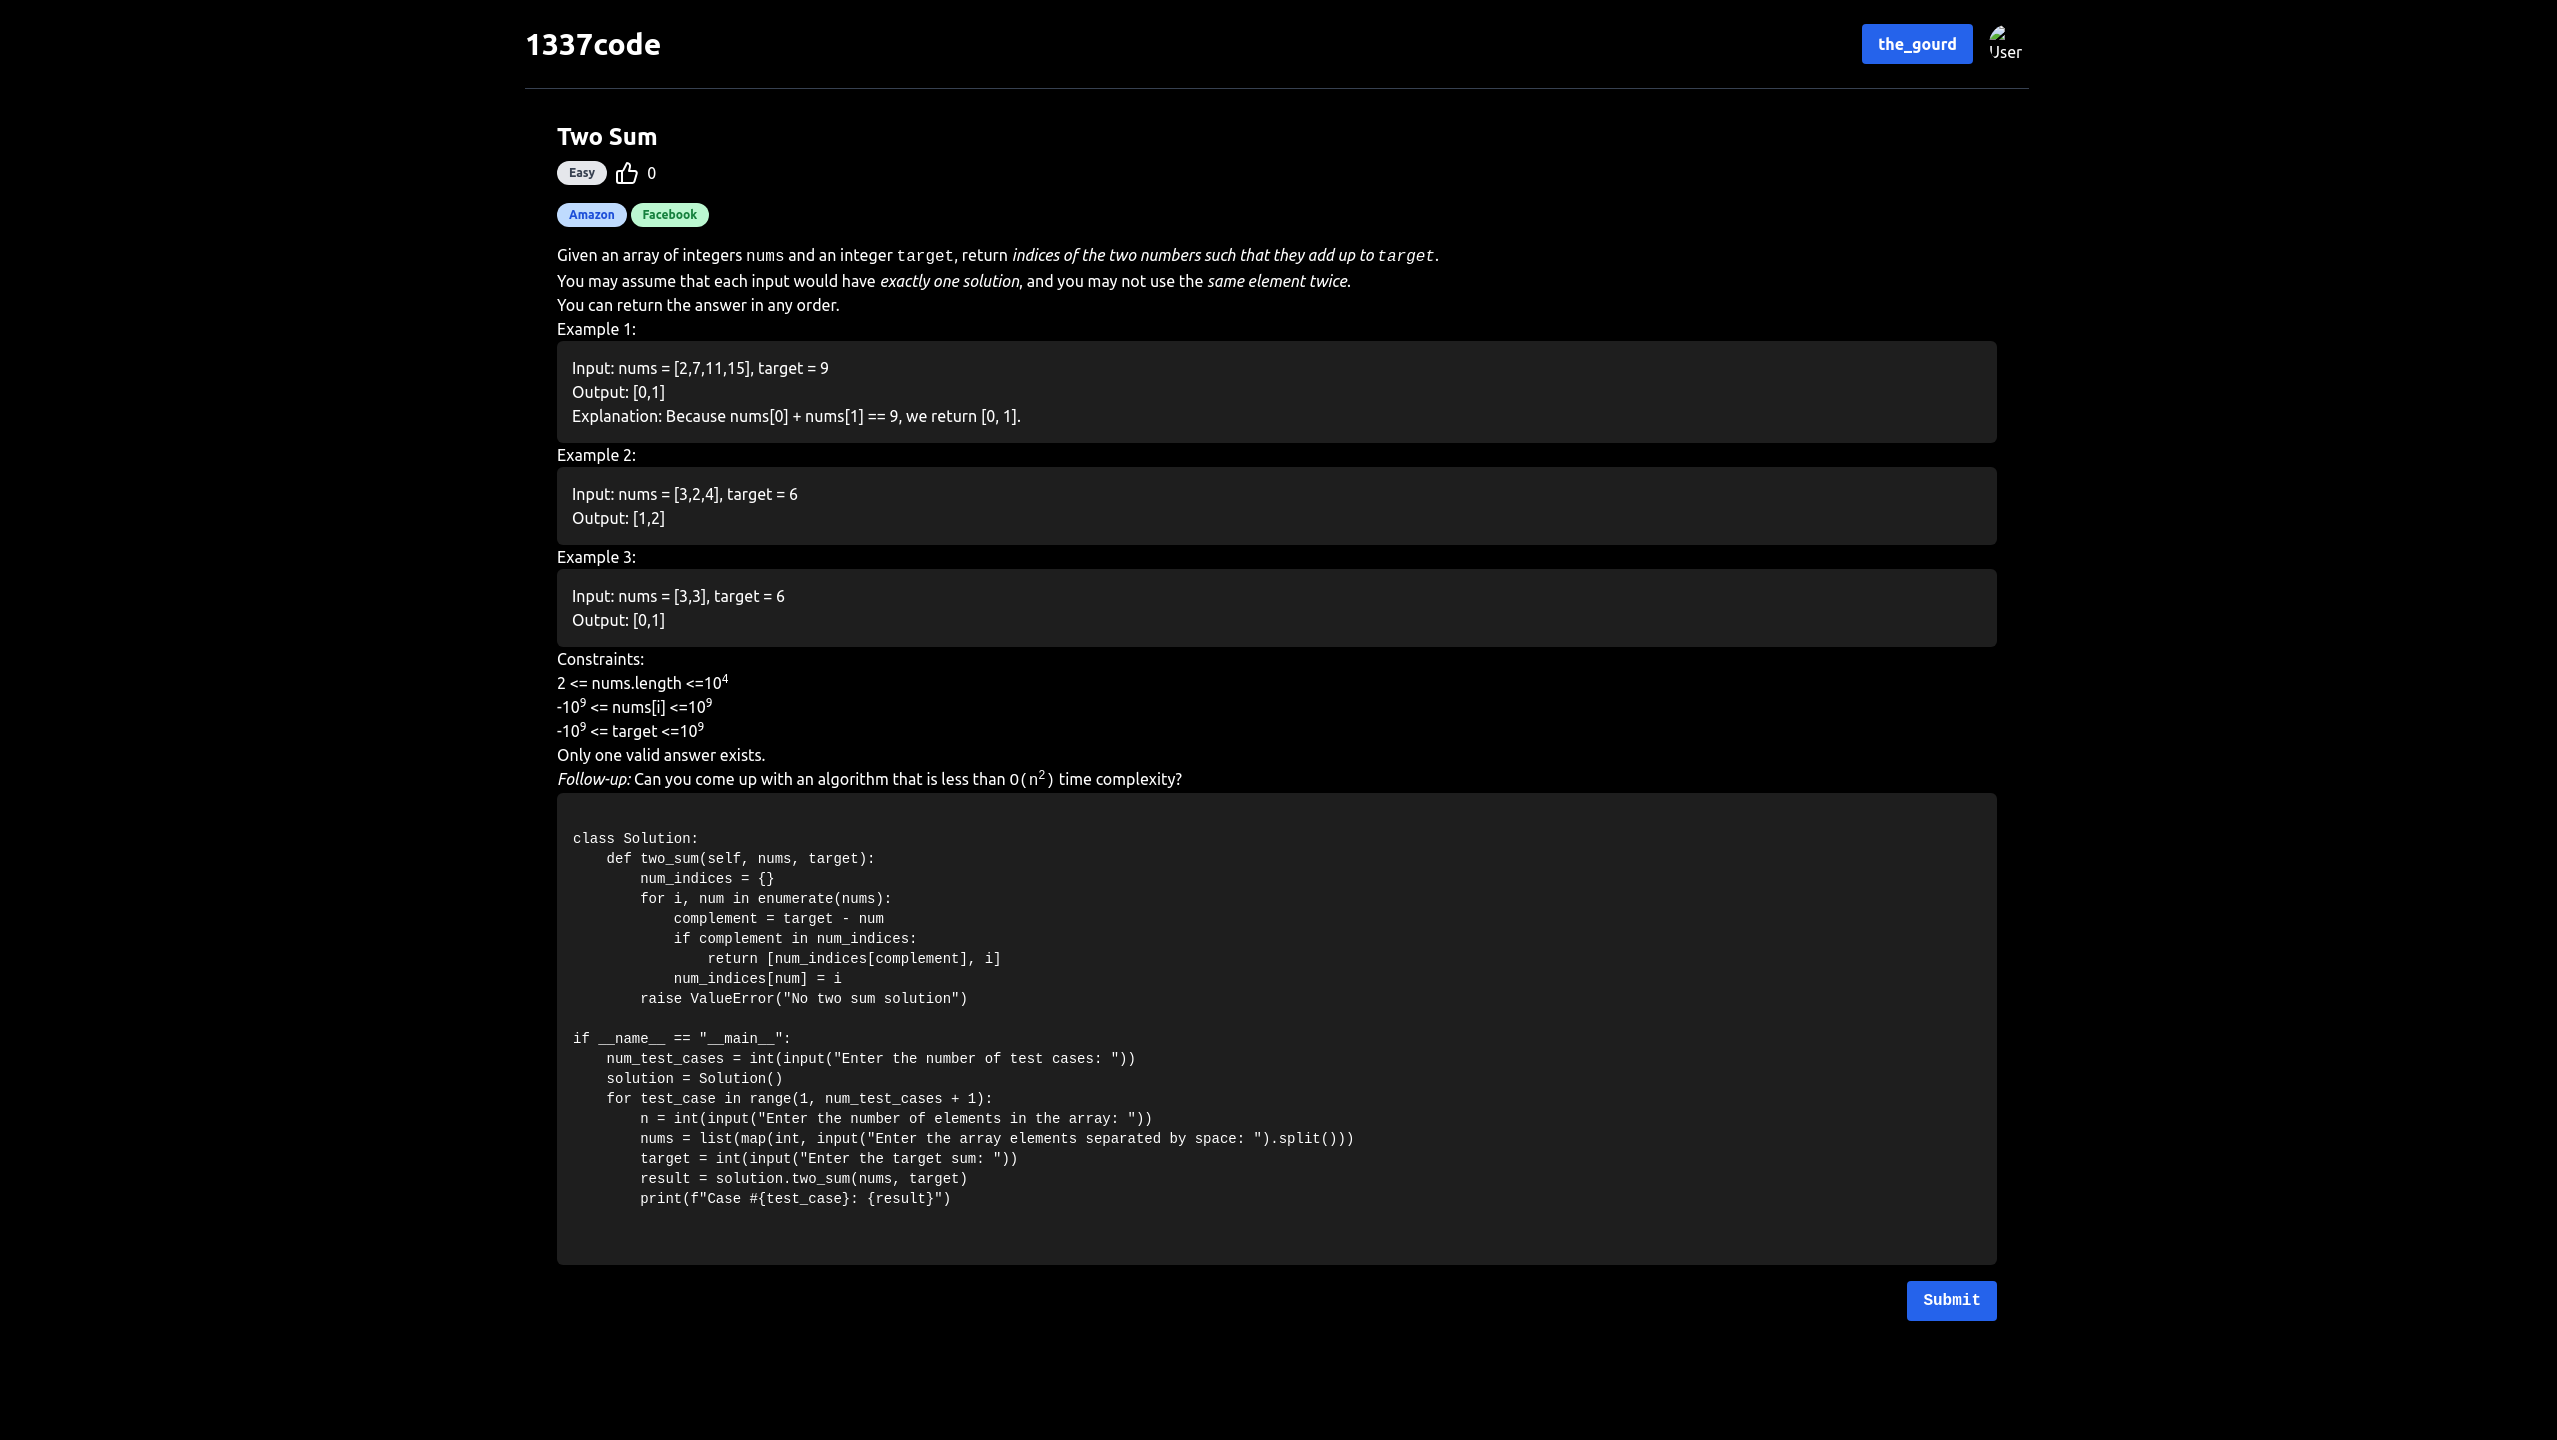 1337code
the_gourd
User
Two Sum
Easy 0
Amazon Facebook
Given an array of integers nums and an integer target, return indices of the two numbers such that they add up to target.
You may assume that each input would have exactly one solution, and you may not use the same element twice.
You can return the answer in any order.
Example 1:
Input: nums = [2,7,11,15], target = 9
Output: [0,1]
Explanation: Because nums[0] + nums[1] == 9, we return [0, 1].
Example 2:
Input: nums = [3,2,4], target = 6
Output: [1,2]
Example 3:
Input: nums = [3,3], target = 6
Output: [0,1]
Constraints:
2 <= nums.length <=10⁴
-10⁹ <= nums[i] <=10⁹
-10⁹ <= target <=10⁹
Only one valid answer exists.
Follow-up: Can you come up with an algorithm that is less than O(n²) time complexity?
class Solution:
    def two_sum(self, nums, target):
        num_indices = {}
        for i, num in enumerate(nums):
            complement = target - num
            if complement in num_indices:
                return [num_indices[complement], i]
            num_indices[num] = i
        raise ValueError("No two sum solution")
if __name__ == "__main__":
    num_test_cases = int(input("Enter the number of test cases: "))
    solution = Solution()
    for test_case in range(1, num_test_cases + 1):
        n = int(input("Enter the number of elements in the array: "))
        nums = list(map(int, input("Enter the array elements separated by space: ").split()))
        target = int(input("Enter the target sum: "))
        result = solution.two_sum(nums, target)
        print(f"Case #{test_case}: {result}")
Submit